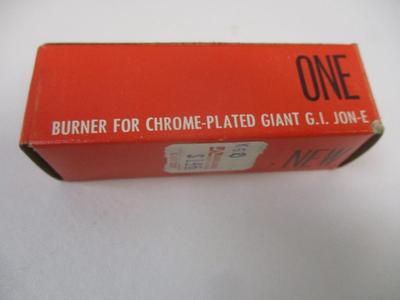 ONE
BURNER FOR CHROME-PLATED GIANT G.I. JON-E
NEW